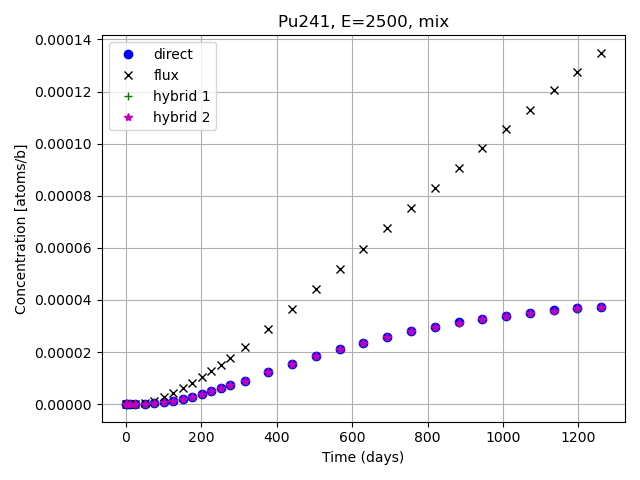 Pu241, E=2500, mix
direct
flux
hybrid 1
hybrid 2
0.00014
0.00012
0.00010
0.00008
0.00006
0.00004
0.00002
0.00000
Concentration [atoms/b]
0 200 400 600 800 1000 1200
Time (days)